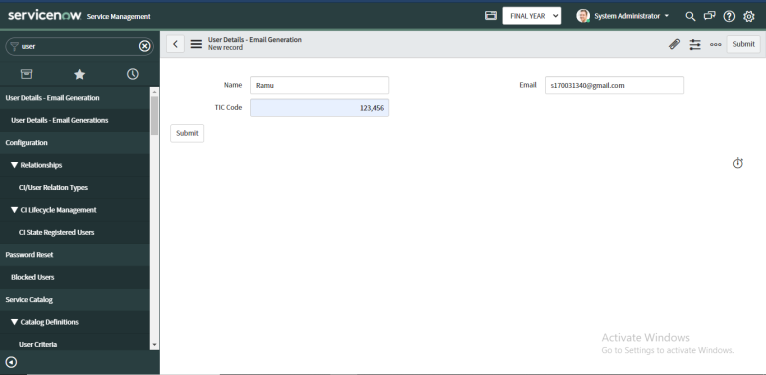 servicenow Service Management
FINAL YEAR
System Administrator
user
User Details - Email Generation
New record
Submit
User Details - Email Generation
User Details - Email Generations
Configuration
Relationships
CI/User Relation Types
CI Lifecycle Management
CI State Registered Users
Password Reset
Blocked Users
Service Catalog
Catalog Definitions
User Criteria
Name Ramu
Email s170031340@gmail.com
TIC Code 123,456
Submit
Activate Windows
Go to Settings to activate Windows.